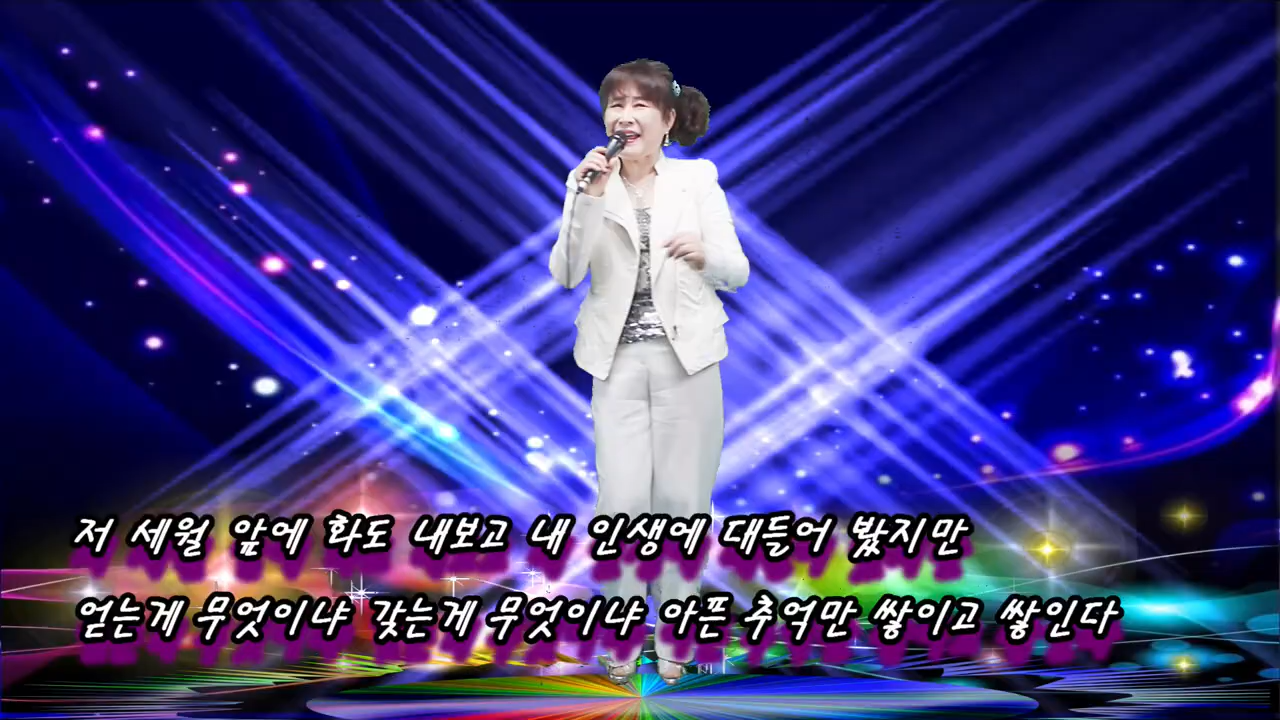 저 세월 앞에 화도 내보고 내 인생에 대들어 봤지만
얻는게 무엇이냐 갖는게 무엇이냐 아픈 추억만 쌓이고 쌓인다